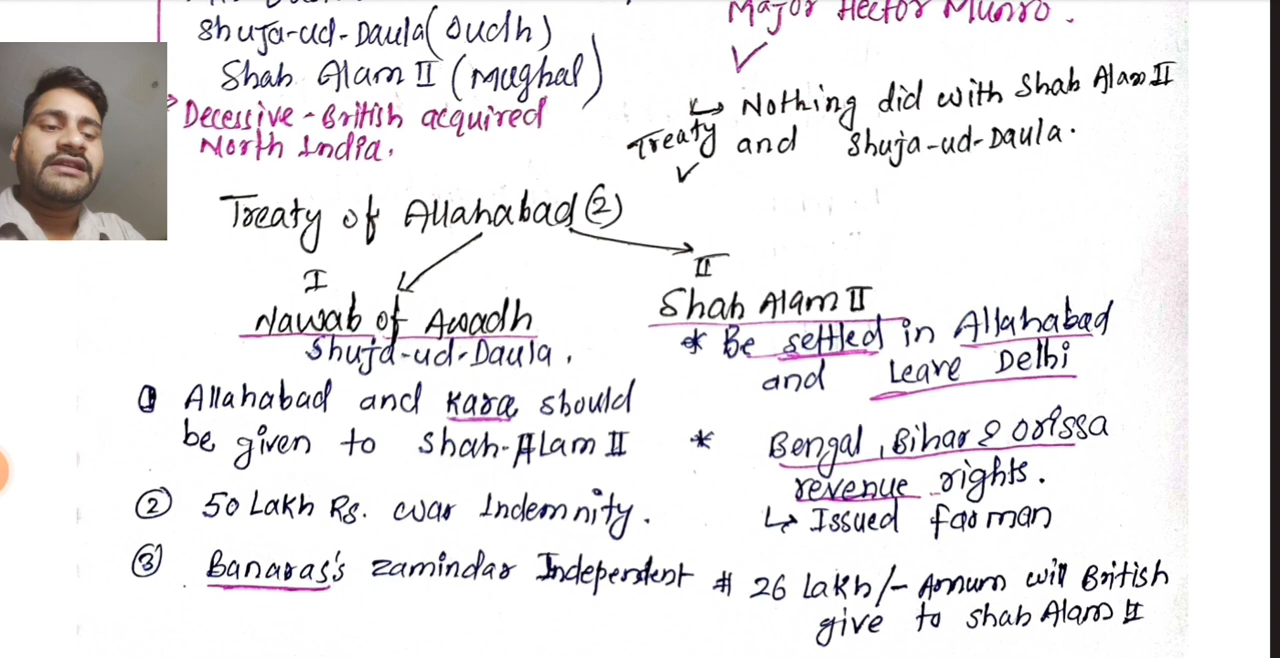 Shuja-ud-Daula (Oudh)
Shah Alam II (Mughal)
Decessive - British acquired
North India.
Major Hector Munro.
↳ Nothing did with Shah Alam II
Treaty and Shuja-ud-Daula.
Treaty of Allahabad (2)
I
Nawab of Awadh
Shuja-ud-Daula.
① Allahabad and Kara should
be given to Shah-Alam II
② 50 Lakh Rs. war Indemnity.
③ Banaras's zamindar Independent
II
Shah Alam II
* Be settled in Allahabad
and Leave Delhi
* Bengal, Bihar & Orissa
revenue rights.
↳ Issued farman
# 26 Lakh/- Annum will British
give to Shah Alam II